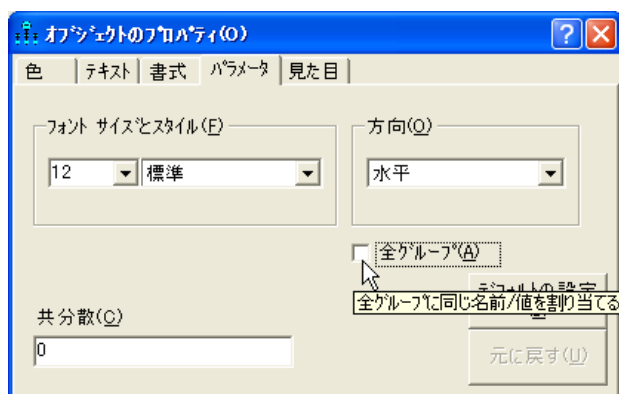 ｵﾌﾞｼﾞｪｸﾄのﾌﾟﾛﾊﾟﾃｨ(O)
色 テキスト 書式 ﾊﾟﾗﾒｰﾀ 見た目
ﾌｫﾝﾄ ｻｲｽﾞとｽﾀｲﾙ(F) 方向(O)
12 標準 水平
全ｸﾞﾙｰﾌﾟ(A)
全ｸﾞﾙｰﾌﾟに同じ名前/値を割り当てる
共分散(C)
0
元に戻す(U)